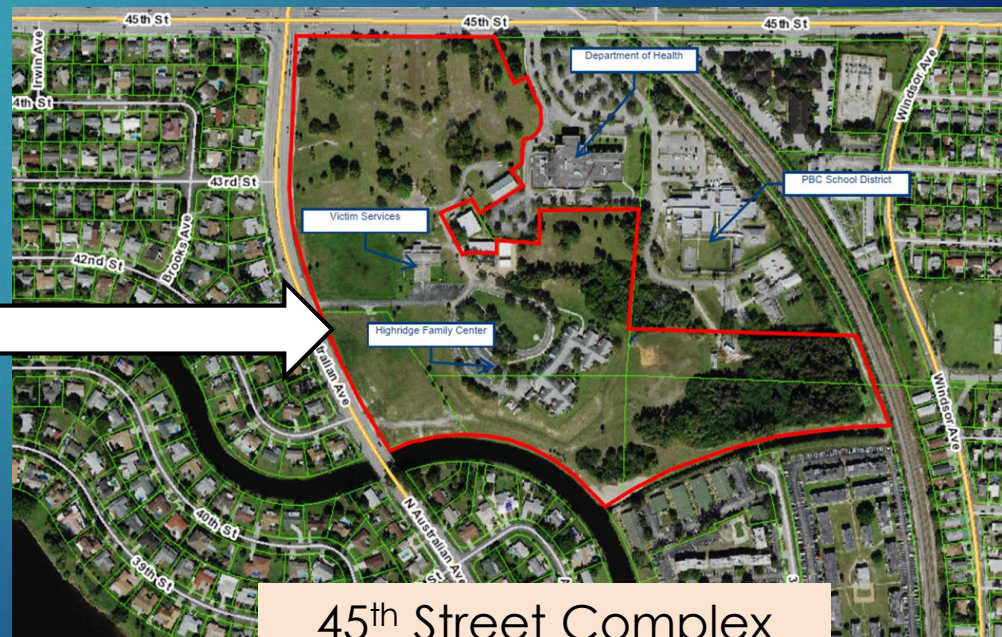 45th St
45th St
45th St
Irwin Ave
4th St
Windsor Ave
Department of Health
43rd St
PBC School District
Victim Services
Brooks Ave
42nd St
Highridge Family Center
tralian Ave
Windsor Ave
40th St
N Australian Ave
39th St
45th Street Complex